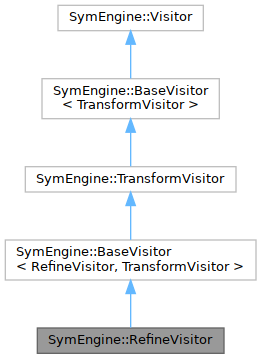 SymEngine::Visitor
SymEngine::BaseVisitor
< TransformVisitor >
SymEngine::TransformVisitor
SymEngine::BaseVisitor
< RefineVisitor, TransformVisitor >
SymEngine::RefineVisitor